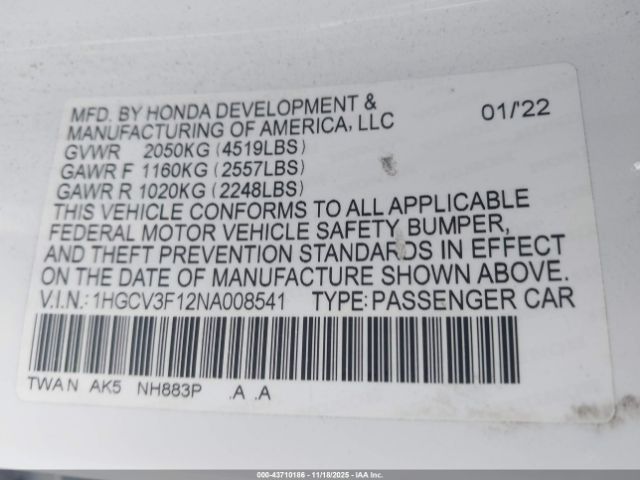 MFD. BY HONDA DEVELOPMENT &
MANUFACTURING OF AMERICA, LLC 01/'22
GVWR 2050KG (4519LBS)
GAWR F 1160KG (2557LBS)
GAWR R 1020KG (2248LBS)
THIS VEHICLE CONFORMS TO ALL APPLICABLE
FEDERAL MOTOR VEHICLE SAFETY, BUMPER,
AND THEFT PREVENTION STANDARDS IN EFFECT
ON THE DATE OF MANUFACTURE SHOWN ABOVE.
V.I.N.: 1HGCV3F12NA008541 TYPE: PASSENGER CAR
TWAN AK5 NH883P .A .A
000-43710186 - 11/18/2025 - IAA Inc.